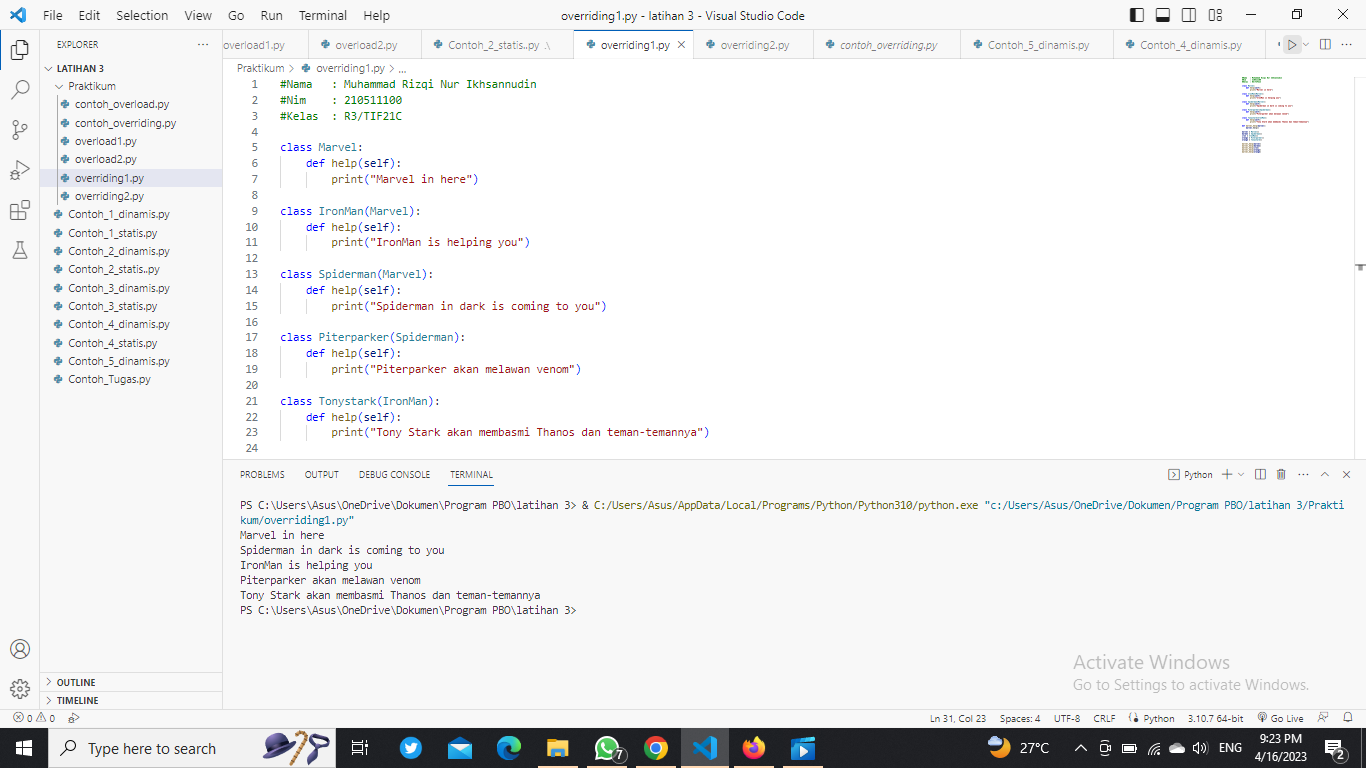 File Edit Selection View Go Run Terminal Help
overriding1.py - latihan 3 - Visual Studio Code
EXPLORER
LATIHAN 3
Praktikum
contoh_overload.py
contoh_overriding.py
overload1.py
overload2.py
overriding1.py
overriding2.py
Contoh_1_dinamis.py
Contoh_1_statis.py
Contoh_2_dinamis.py
Contoh_2_statis..py
Contoh_3_dinamis.py
Contoh_3_statis.py
Contoh_4_dinamis.py
Contoh_4_statis.py
Contoh_5_dinamis.py
Contoh_Tugas.py
OUTLINE
TIMELINE
overload1.py overload2.py Contoh_2_statis..py .\ overriding1.py overriding2.py contoh_overriding.py Contoh_5_dinamis.py Contoh_4_dinamis.py
Praktikum > overriding1.py > ...
1 #Nama   : Muhammad Rizqi Nur Ikhsannudin
2 #Nim    : 210511100
3 #Kelas  : R3/TIF21C
4
5 class Marvel:
6     def help(self):
7         print("Marvel in here")
8
9 class IronMan(Marvel):
10     def help(self):
11         print("IronMan is helping you")
12
13 class Spiderman(Marvel):
14     def help(self):
15         print("Spiderman in dark is coming to you")
16
17 class Piterparker(Spiderman):
18     def help(self):
19         print("Piterparker akan melawan venom")
20
21 class Tonystark(IronMan):
22     def help(self):
23         print("Tony Stark akan membasmi Thanos dan teman-temannya")
24
PROBLEMS OUTPUT DEBUG CONSOLE TERMINAL
Python
PS C:\Users\Asus\OneDrive\Dokumen\Program PBO\latihan 3> & C:/Users/Asus/AppData/Local/Programs/Python/Python310/python.exe "c:/Users/Asus/OneDrive/Dokumen/Program PBO/latihan 3/Prakti
kum/overriding1.py"
Marvel in here
Spiderman in dark is coming to you
IronMan is helping you
Piterparker akan melawan venom
Tony Stark akan membasmi Thanos dan teman-temannya
PS C:\Users\Asus\OneDrive\Dokumen\Program PBO\latihan 3>
Activate Windows
Go to Settings to activate Windows.
0 0 Ln 31, Col 23 Spaces: 4 UTF-8 CRLF Python 3.10.7 64-bit Go Live
Type here to search
7
27°C
ENG
9:23 PM
4/16/2023
2